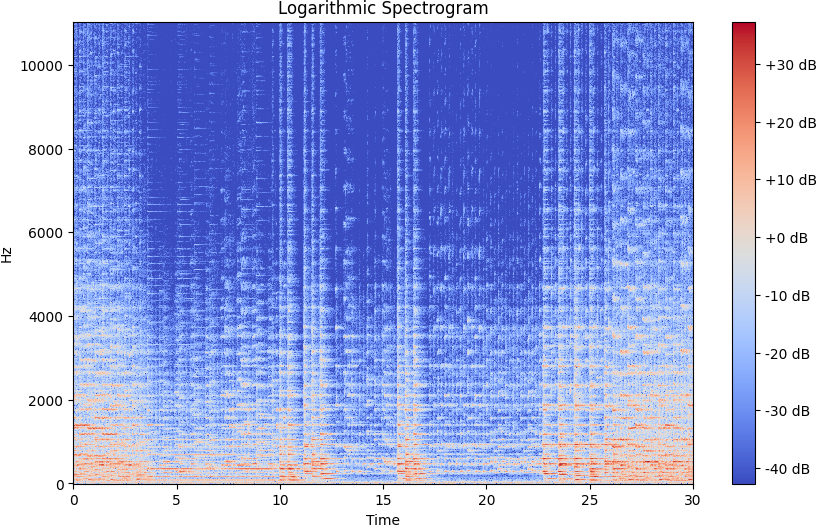 Logarithmic Spectrogram
Hz
10000
8000
6000
4000
2000
0
0 5 10 15 20 25 30
Time
+30 dB
+20 dB
+10 dB
+0 dB
-10 dB
-20 dB
-30 dB
-40 dB